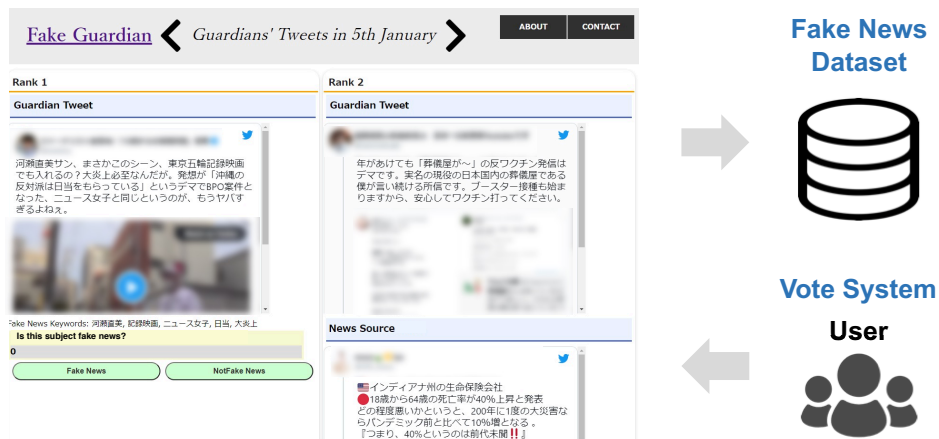 Fake Guardian
Guardians' Tweets in 5th January
ABOUT
CONTACT
Rank 1
Guardian Tweet
河瀬直美サン、まさかこのシーン、東京五輪記録映画
でも入れるの？大炎上必至なんだが。発想が「沖縄の
反対派は日当をもらっている」というデマでBPO案件と
なった、ニュース女子と同じというのが、もうヤバす
ぎるよねぇ。
Fake News Keywords: 河瀬直美, 記録映画, ニュース女子, 日当, 大炎上
Is this subject fake news?
0
Fake News
NotFake News
Rank 2
Guardian Tweet
年があけても「葬儀屋が～」の反ワクチン発信は
デマです。実名の現役の日本国内の葬儀屋である
僕が言い続ける所信です。ブースター接種も始ま
りますから、安心してワクチン打ってください。
News Source
🇺🇸インディアナ州の生命保険会社
🔴18歳から64歳の死亡率が40％上昇と発表
どの程度悪いかというと、200年に1度の大災害な
らパンデミック前と比べて10％増となる 。
『つまり、40％というのは前代未聞‼️』
Fake News
Dataset
Vote System
User